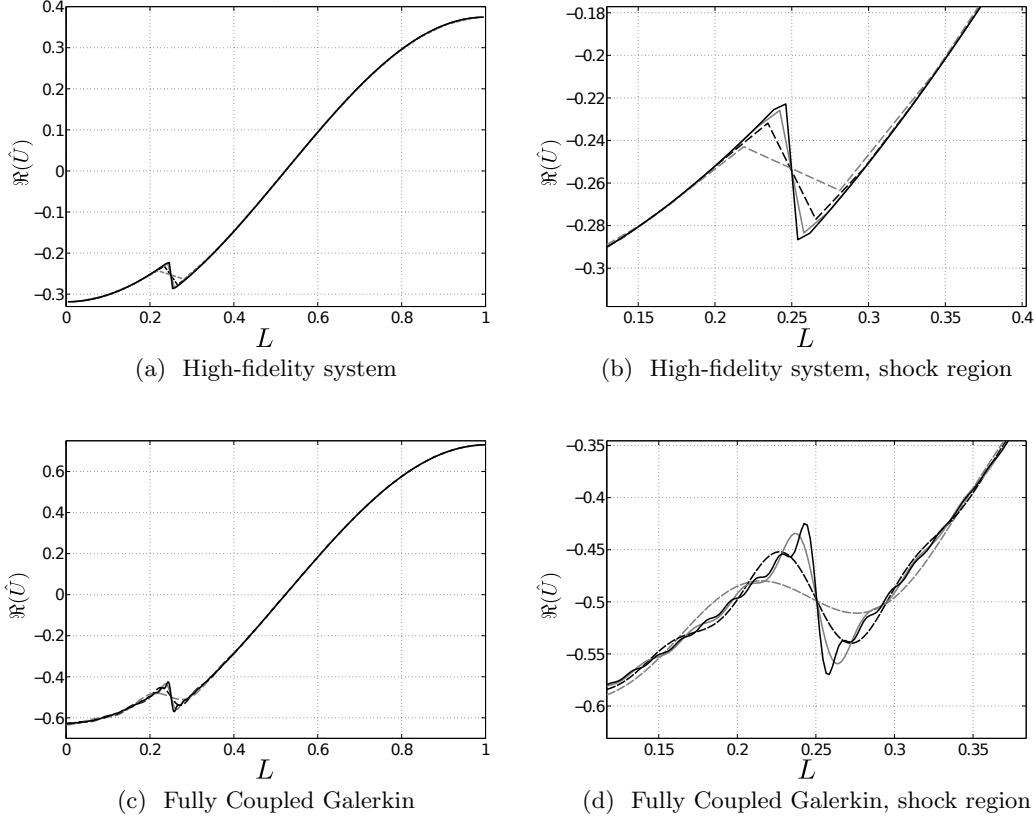 0.4
0.3
0.2
0.1
0
−0.1
−0.2
−0.3
ℜ(Û)
0 0.2 0.4 0.6 0.8 1
L
(a) High-fidelity system
−0.18
−0.2
−0.22
−0.24
−0.26
−0.28
−0.3
ℜ(Û)
0.15 0.2 0.25 0.3 0.35 0.4
L
(b) High-fidelity system, shock region
0.6
0.4
0.2
0
−0.2
−0.4
−0.6
ℜ(Û)
0 0.2 0.4 0.6 0.8 1
L
(c) Fully Coupled Galerkin
−0.35
−0.4
−0.45
−0.5
−0.55
−0.6
ℜ(Û)
0.15 0.2 0.25 0.3 0.35
L
(d) Fully Coupled Galerkin, shock region